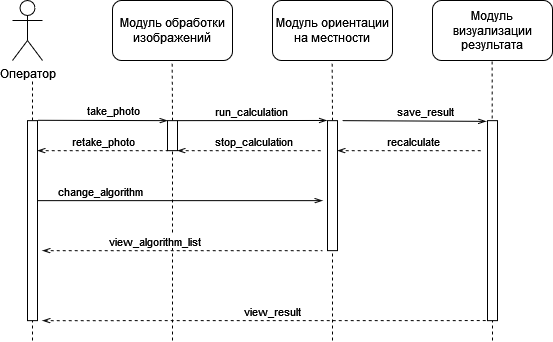 Модуль обработки
изображений
Модуль ориентации
на местности
Модуль
визуализации
результата
Оператор
take_photo
run_calculation
save_result
retake_photo
stop_calculation
recalculate
change_algorithm
view_algorithm_list
view_result